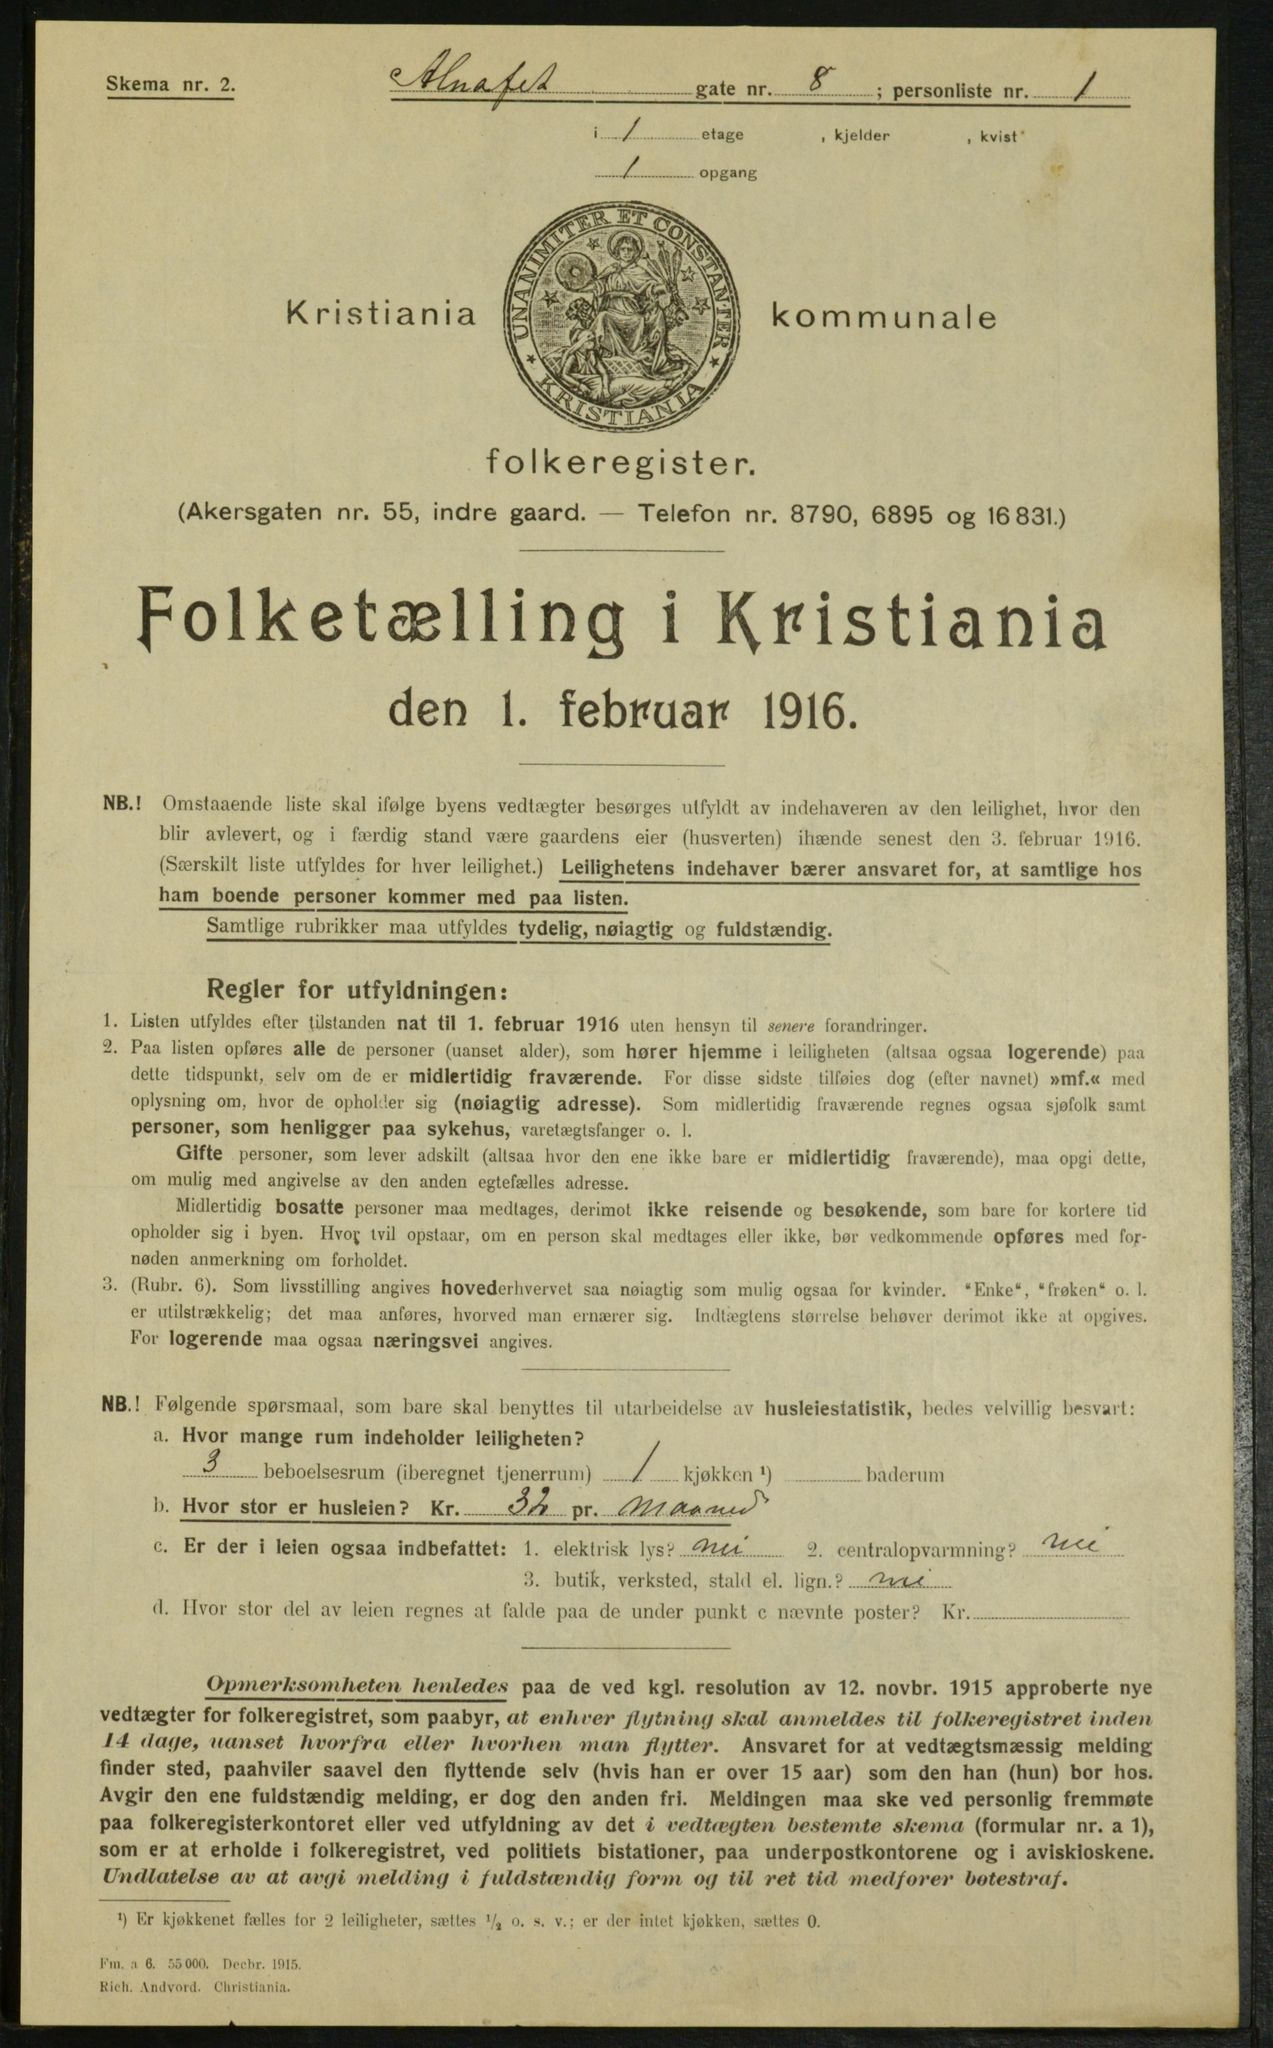 Skema nr. 2.
Alnafet gate nr. 8 ; personliste nr. 1
i 1 etage , kjelder , kvist
1 opgang
UNANIMITER ET CONSTANTER
KRISTIANIA
Kristiania kommunale
folkeregister.
(Akersgaten nr. 55, indre gaard. — Telefon nr. 8790, 6895 og 16831.)
Folketælling i Kristiania
den 1. februar 1916.
NB.! Omstaaende liste skal ifølge byens vedtægter besørges utfyldt av indehaveren av den leilighet, hvor den
blir avlevert, og i færdig stand være gaardens eier (husverten) ihænde senest den 3. februar 1916.
(Særskilt liste utfyldes for hver leilighet.) Leilighetens indehaver bærer ansvaret for, at samtlige hos
ham boende personer kommer med paa listen.
Samtlige rubrikker maa utfyldes tydelig, nøiagtig og fuldstændig.
Regler for utfyldningen:
1. Listen utfyldes efter tilstanden nat til 1. februar 1916 uten hensyn til senere forandringer.
2. Paa listen opføres alle de personer (uanset alder), som hører hjemme i leiligheten (altsaa ogsaa logerende) paa
dette tidspunkt, selv om de er midlertidig fraværende. For disse sidste tilføies dog (efter navnet) »mf.« med
oplysning om, hvor de opholder sig (nøiagtig adresse). Som midlertidig fraværende regnes ogsaa sjøfolk samt
personer, som henligger paa sykehus, varetægtsfanger o. l.
Gifte personer, som lever adskilt (altsaa hvor den ene ikke bare er midlertidig fraværende), maa opgi dette,
om mulig med angivelse av den anden egtefælles adresse.
Midlertidig bosatte personer maa medtages, derimot ikke reisende og besøkende, som bare for kortere tid
opholder sig i byen. Hvor tvil opstaar, om en person skal medtages eller ikke, bør vedkommende opføres med for-
nøden anmerkning om forholdet.
3. (Rubr. 6). Som livsstilling angives hovederhvervet saa nøiagtig som mulig ogsaa for kvinder. "Enke", "frøken" o. l.
er utilstrækkelig; det maa anføres, hvorved man ernærer sig. Indtægtens størrelse behøver derimot ikke at opgives.
For logerende maa ogsaa næringsvei angives.
NB.! Følgende spørsmaal, som bare skal benyttes til utarbeidelse av husleiestatistik, bedes velvillig besvart:
a. Hvor mange rum indeholder leiligheten?
3 beboelsesrum (iberegnet tjenerrum) 1 kjøkken ¹) baderum
b. Hvor stor er husleien? Kr. 32 pr. Maaned
c. Er der i leien ogsaa indbefattet: 1. elektrisk lys? nei 2. centralopvarmning? nei
3. butik, verksted, stald el. lign.? nei
d. Hvor stor del av leien regnes at falde paa de under punkt c nævnte poster? Kr.
Opmerksomheten henledes paa de ved kgl. resolution av 12. novbr. 1915 approberte nye
vedtægter for folkeregistret, som paabyr, at enhver flytning skal anmeldes til folkeregistret inden
14 dage, uanset hvorfra eller hvorhen man flytter. Ansvaret for at vedtægtsmæssig melding
finder sted, paahviler saavel den flyttende selv (hvis han er over 15 aar) som den han (hun) bor hos.
Avgir den ene fuldstændig melding, er dog den anden fri. Meldingen maa ske ved personlig fremmøte
paa folkeregisterkontoret eller ved utfyldning av det i vedtægten bestemte skema (formular nr. a 1),
som er at erholde i folkeregistret, ved politiets bistationer, paa underpostkontorene og i aviskioskene.
Undlatelse av at avgi melding i fuldstændig form og til ret tid medfører bøtestraf.
¹) Er kjøkkenet fælles for 2 leiligheter, sættes ½ o. s. v.; er der intet kjøkken, sættes 0.
Fm. a 6. 55000. Decbr. 1915.
Rich. Andvord. Christiania.